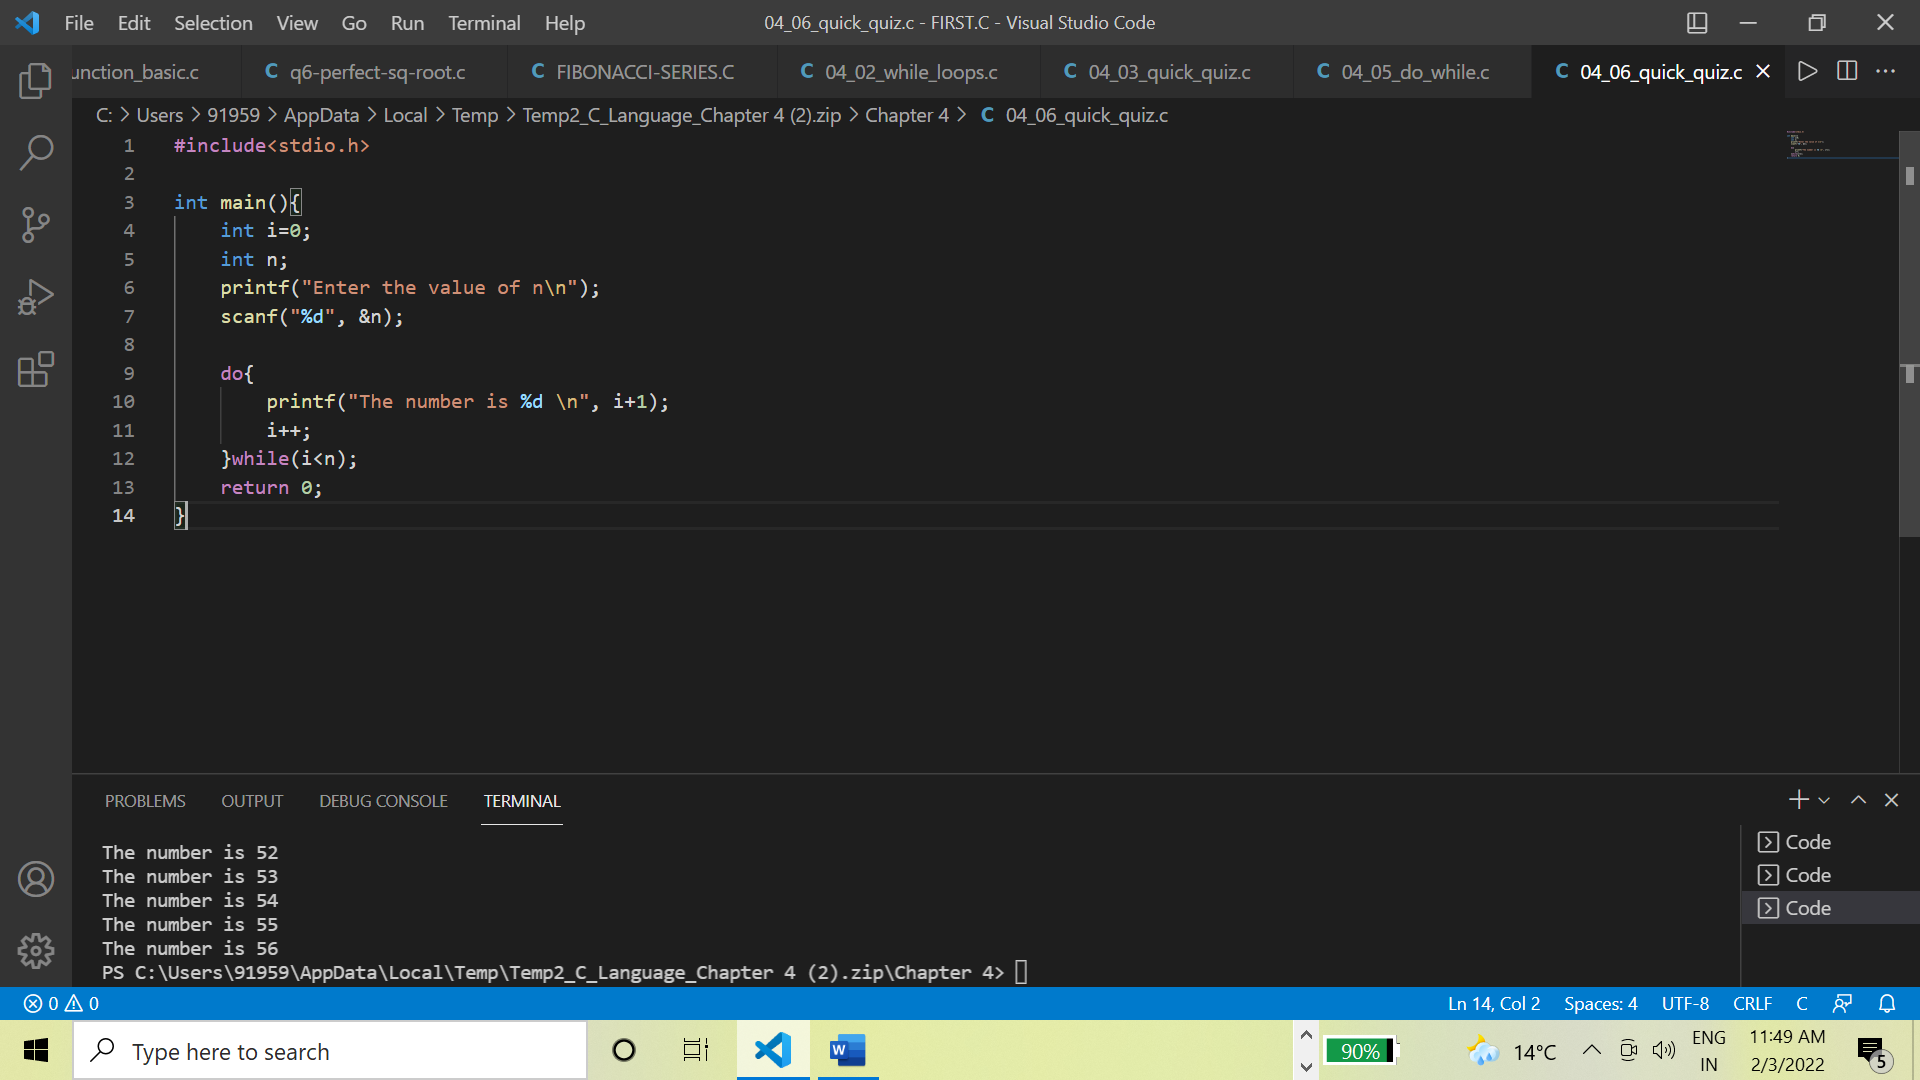 File Edit Selection View Go Run Terminal Help 04_06_quick_quiz.c - FIRST.C - Visual Studio Code
unction_basic.c C q6-perfect-sq-root.c C FIBONACCI-SERIES.C C 04_02_while_loops.c C 04_03_quick_quiz.c C 04_05_do_while.c C 04_06_quick_quiz.c
C: > Users > 91959 > AppData > Local > Temp > Temp2_C_Language_Chapter 4 (2).zip > Chapter 4 > C 04_06_quick_quiz.c
1 #include<stdio.h>
2
3 int main(){
4 int i=0;
5 int n;
6 printf("Enter the value of n\n");
7 scanf("%d", &n);
8
9 do{
10 printf("The number is %d \n", i+1);
11 i++;
12 }while(i<n);
13 return 0;
14 }
PROBLEMS OUTPUT DEBUG CONSOLE TERMINAL
The number is 52
The number is 53
The number is 54
The number is 55
The number is 56
PS C:\Users\91959\AppData\Local\Temp\Temp2_C_Language_Chapter 4 (2).zip\Chapter 4>
Code
Code
Code
0 0 Ln 14, Col 2 Spaces: 4 UTF-8 CRLF C
Type here to search
W
90%
14°C
ENG
IN
11:49 AM
2/3/2022
5